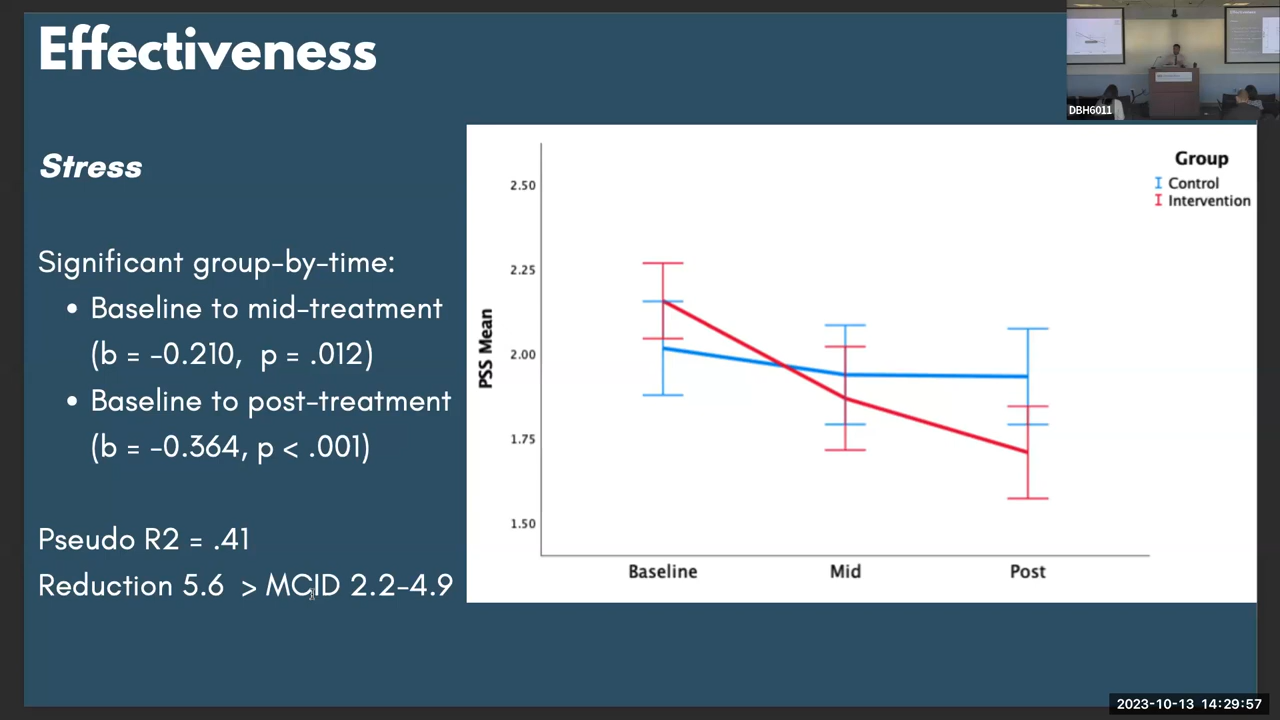 Effectiveness
Stress
Significant group-by-time:
• Baseline to mid-treatment
(b = -0.210, p = .012)
• Baseline to post-treatment
(b = -0.364, p < .001)
Pseudo R2 = .41
Reduction 5.6 > MCID 2.2-4.9
PSS Mean
2.50
2.25
2.00
1.75
1.50
Baseline Mid Post
Group
Control
Intervention
DBH6011
2023-10-13 14:29:57